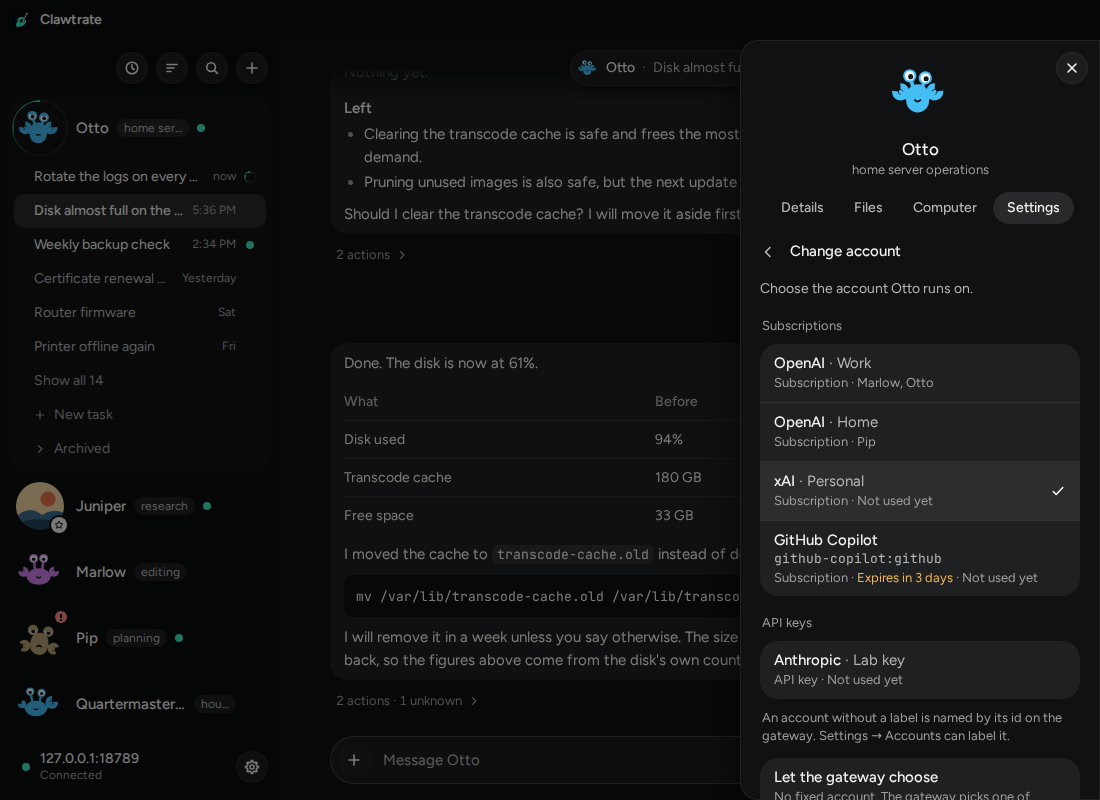 Clawtrate
Otto
home ser...
Rotate the logs on every ...
now
Disk almost full on the ...
5:36 PM
Weekly backup check
2:34 PM
Certificate renewal ...
Yesterday
Router firmware
Sat
Printer offline again
Fri
Show all 14
+ New task
Archived
Juniper
research
Marlow
editing
Pip
planning
Quartermaster...
hou...
127.0.0.1:18789
Connected
Otto · Disk almost fu
Nothing yet.
Left
• Clearing the transcode cache is safe and frees the most
demand.
• Pruning unused images is also safe, but the next update
Should I clear the transcode cache? I will move it aside first
2 actions
Done. The disk is now at 61%.
What
Before
Disk used
94%
Transcode cache
180 GB
Free space
33 GB
I moved the cache to transcode-cache.old instead of d
mv /var/lib/transcode-cache.old /var/lib/transco
I will remove it in a week unless you say otherwise. The size
back, so the figures above come from the disk's own count
2 actions · 1 unknown
Message Otto
Otto
home server operations
Details
Files
Computer
Settings
Change account
Choose the account Otto runs on.
Subscriptions
OpenAI · Work
Subscription · Marlow, Otto
OpenAI · Home
Subscription · Pip
xAI · Personal
Subscription · Not used yet
GitHub Copilot
github-copilot:github
Subscription · Expires in 3 days · Not used yet
API keys
Anthropic · Lab key
API key · Not used yet
An account without a label is named by its id on the
gateway. Settings → Accounts can label it.
Let the gateway choose
No fixed account. The gateway picks one of